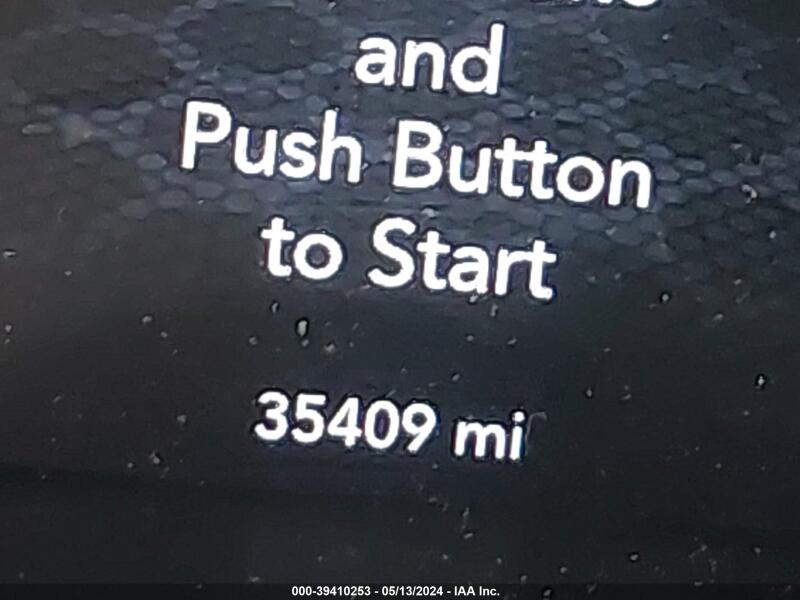 and
Push Button
to Start
35409 mi
000-39410253 - 05/13/2024 - IAA Inc.